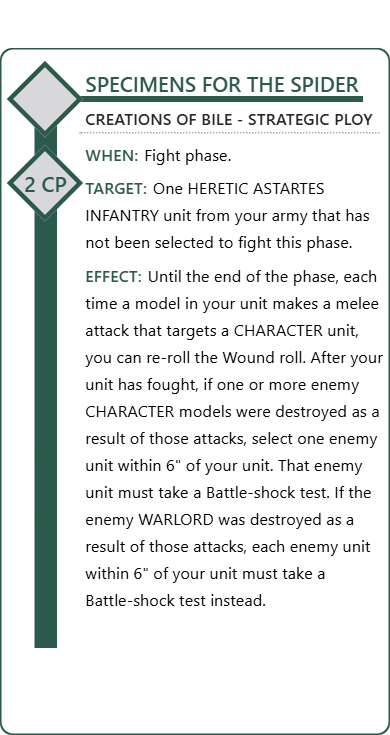 SPECIMENS FOR THE SPIDER
CREATIONS OF BILE - STRATEGIC PLOY
WHEN: Fight phase.
2 CP
TARGET: One HERETIC ASTARTES
INFANTRY unit from your army that has
not been selected to fight this phase.
EFFECT: Until the end of the phase, each
time a model in your unit makes a melee
attack that targets a CHARACTER unit,
you can re-roll the Wound roll. After your
unit has fought, if one or more enemy
CHARACTER models were destroyed as a
result of those attacks, select one enemy
unit within 6" of your unit. That enemy
unit must take a Battle-shock test. If the
enemy WARLORD was destroyed as a
result of those attacks, each enemy unit
within 6" of your unit must take a
Battle-shock test instead.